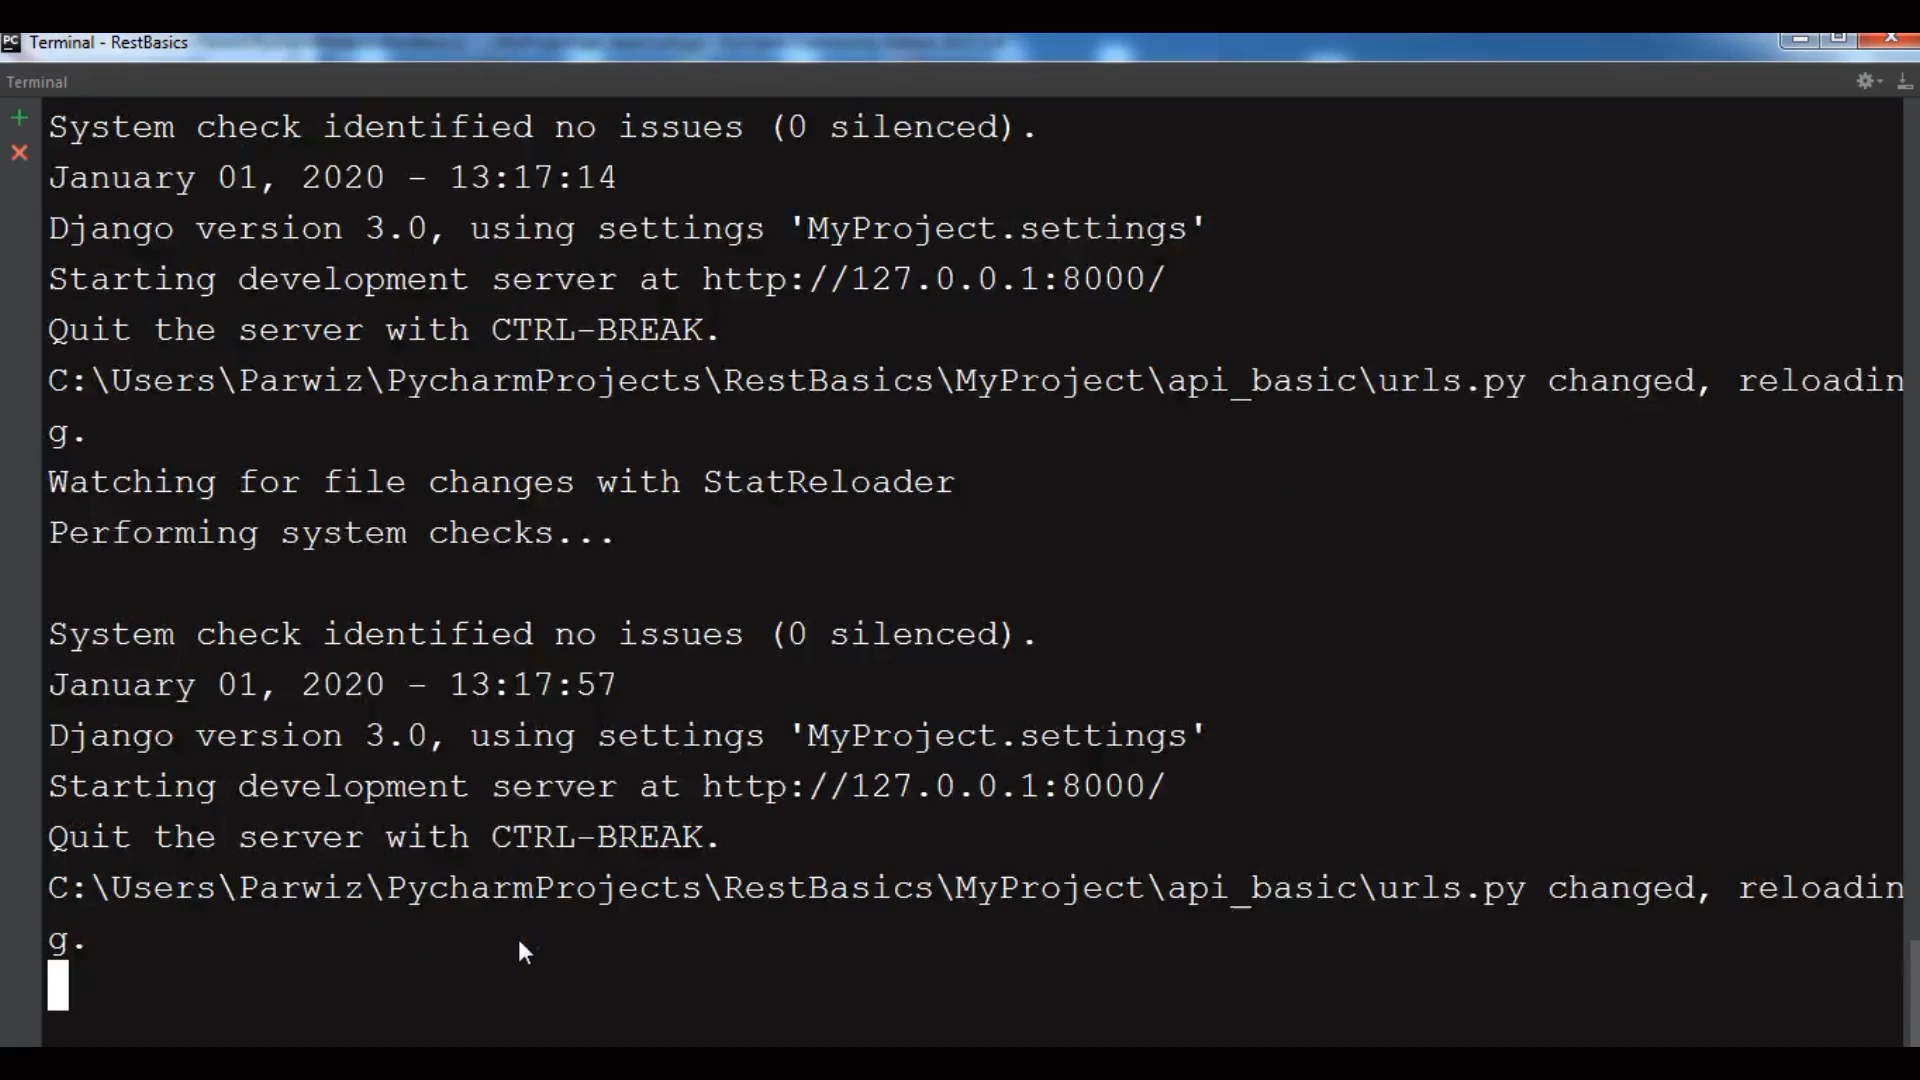 PC Terminal - RestBasics
Terminal
System check identified no issues (0 silenced).
January 01, 2020 - 13:17:14
Django version 3.0, using settings 'MyProject.settings'
Starting development server at http://127.0.0.1:8000/
Quit the server with CTRL-BREAK.
C:\Users\Parwiz\PycharmProjects\RestBasics\MyProject\api_basic\urls.py changed, reloadin
g.
Watching for file changes with StatReloader
Performing system checks...
System check identified no issues (0 silenced).
January 01, 2020 - 13:17:57
Django version 3.0, using settings 'MyProject.settings'
Starting development server at http://127.0.0.1:8000/
Quit the server with CTRL-BREAK.
C:\Users\Parwiz\PycharmProjects\RestBasics\MyProject\api_basic\urls.py changed, reloadin
g.